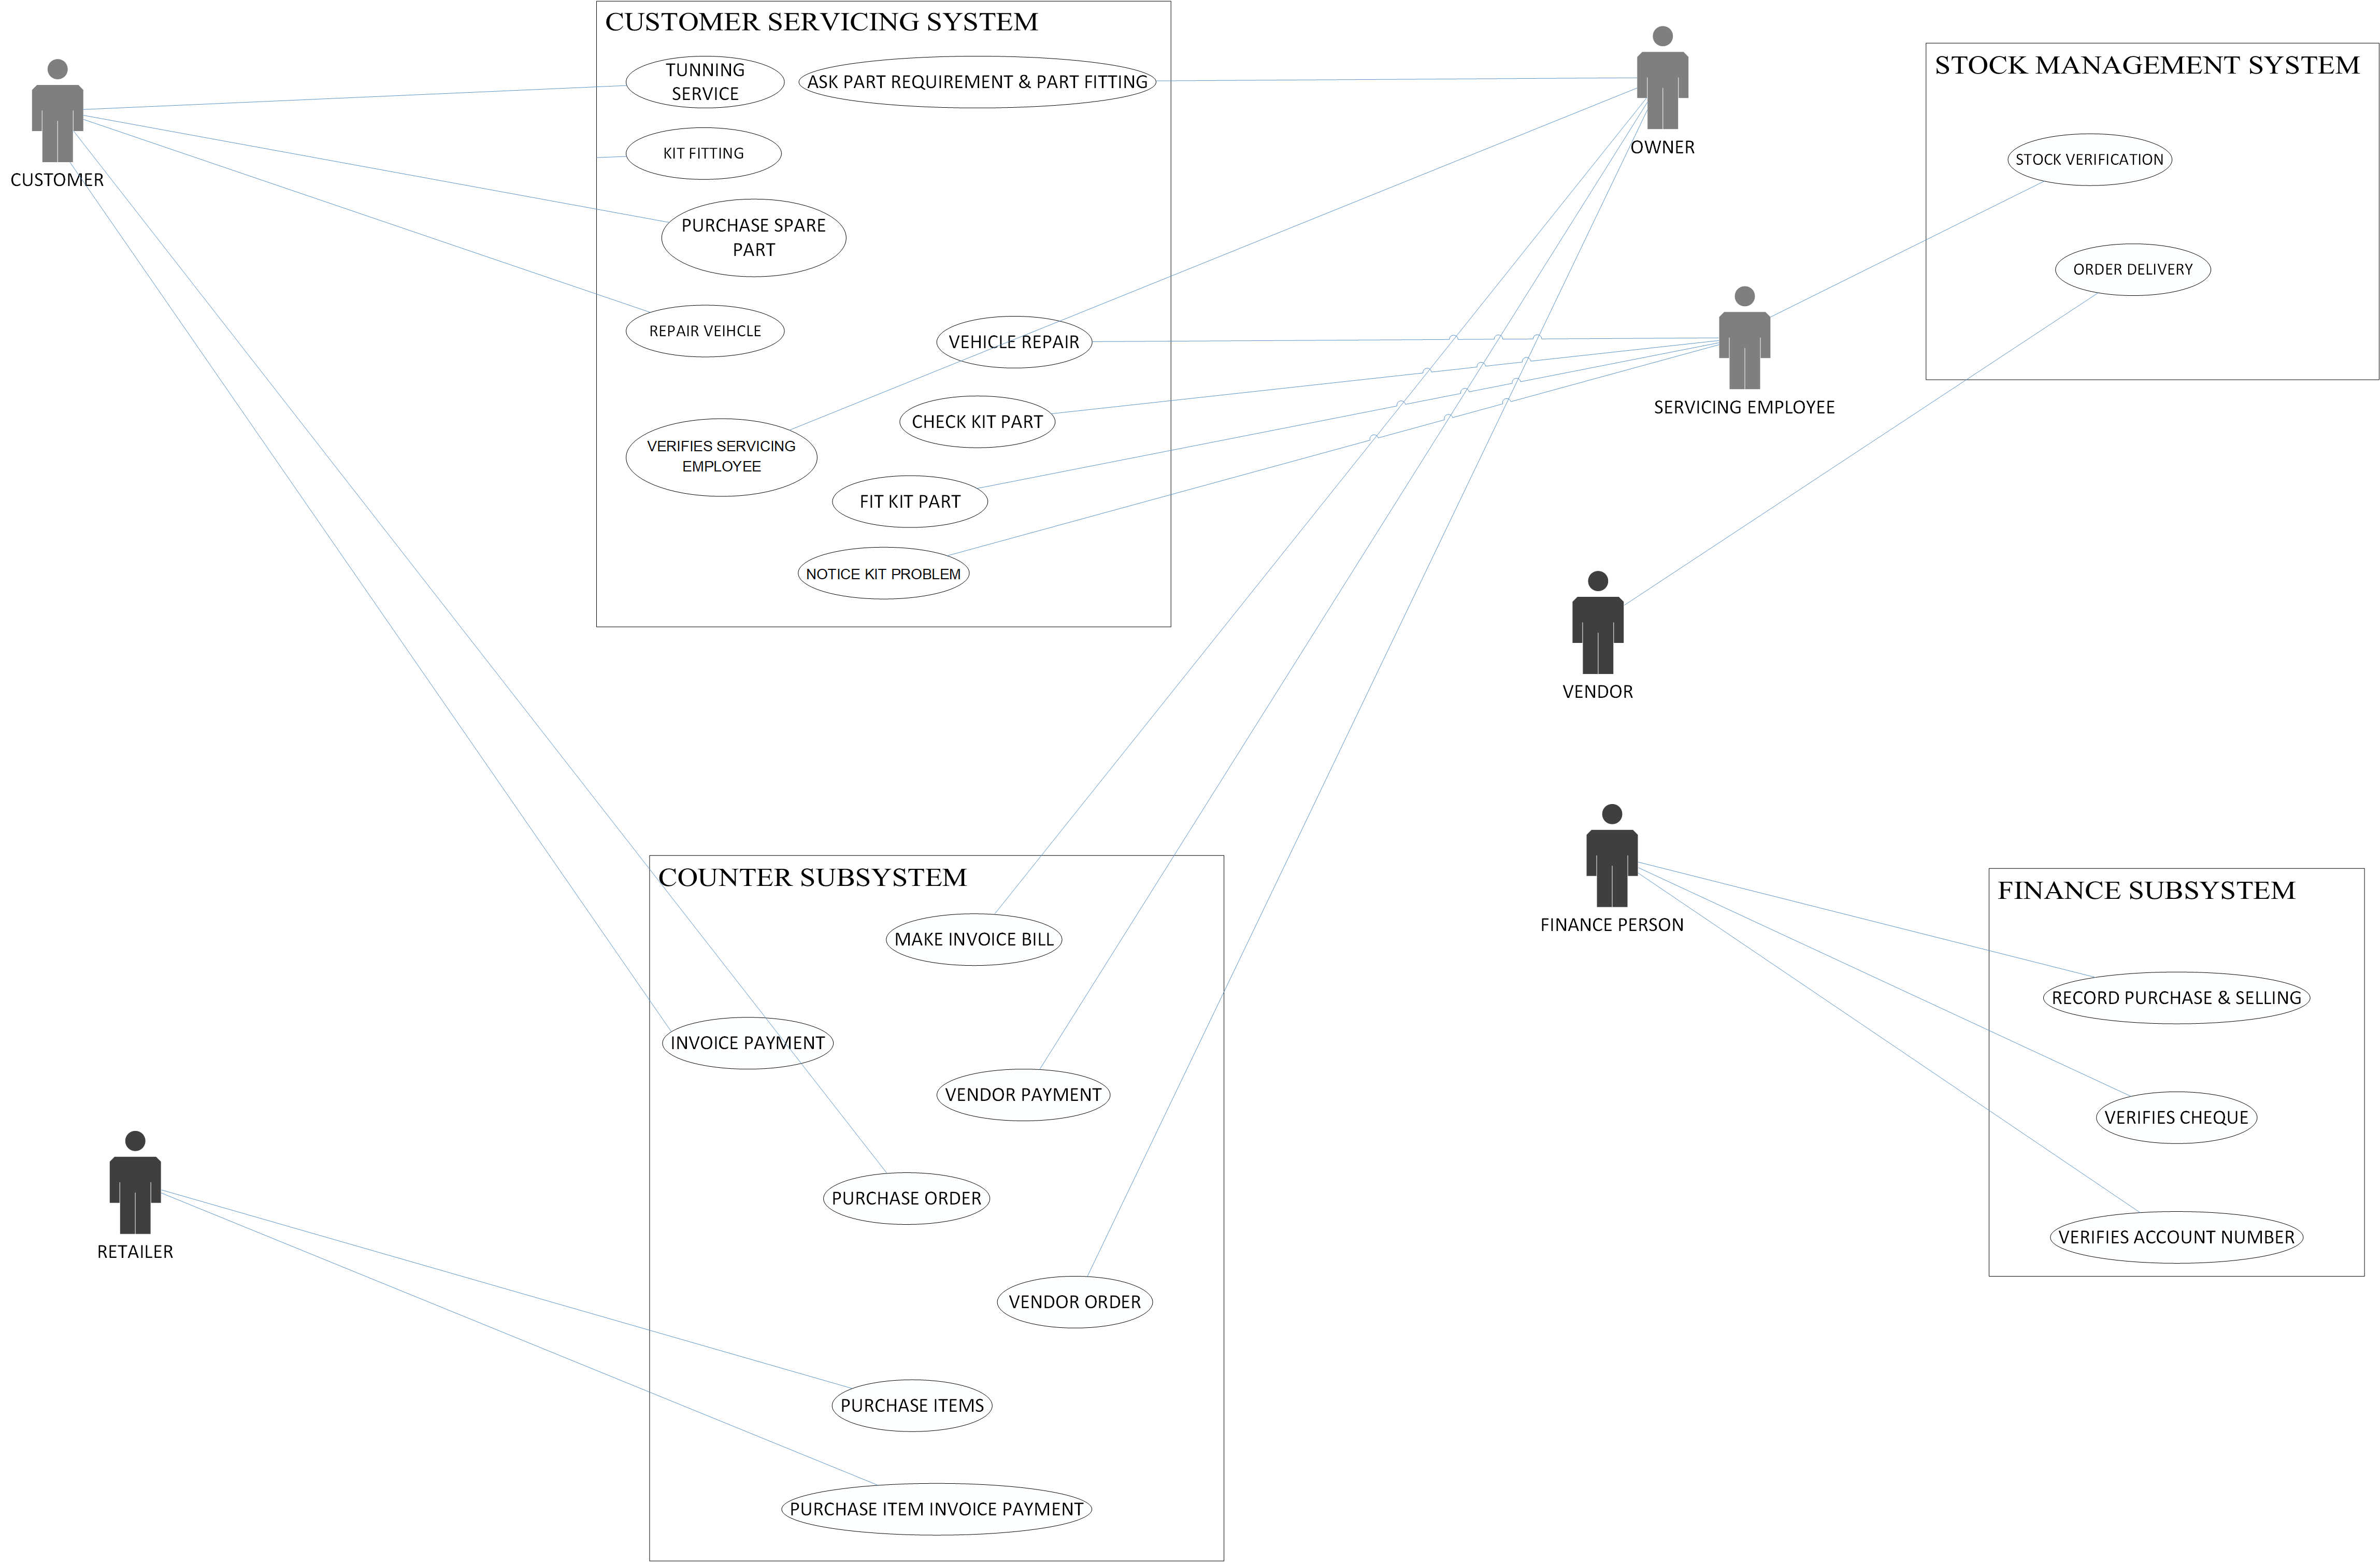 CUSTOMER SERVICING SYSTEM
TUNNING
SERVICE
ASK PART REQUIREMENT & PART FITTING
KIT FITTING
PURCHASE SPARE
PART
REPAIR VEIHCLE
VEHICLE REPAIR
CHECK KIT PART
VERIFIES SERVICING
EMPLOYEE
FIT KIT PART
NOTICE KIT PROBLEM
CUSTOMER
OWNER
STOCK MANAGEMENT SYSTEM
STOCK VERIFICATION
ORDER DELIVERY
SERVICING EMPLOYEE
VENDOR
FINANCE PERSON
COUNTER SUBSYSTEM
MAKE INVOICE BILL
INVOICE PAYMENT
VENDOR PAYMENT
PURCHASE ORDER
VENDOR ORDER
PURCHASE ITEMS
PURCHASE ITEM INVOICE PAYMENT
RETAILER
FINANCE SUBSYSTEM
RECORD PURCHASE & SELLING
VERIFIES CHEQUE
VERIFIES ACCOUNT NUMBER